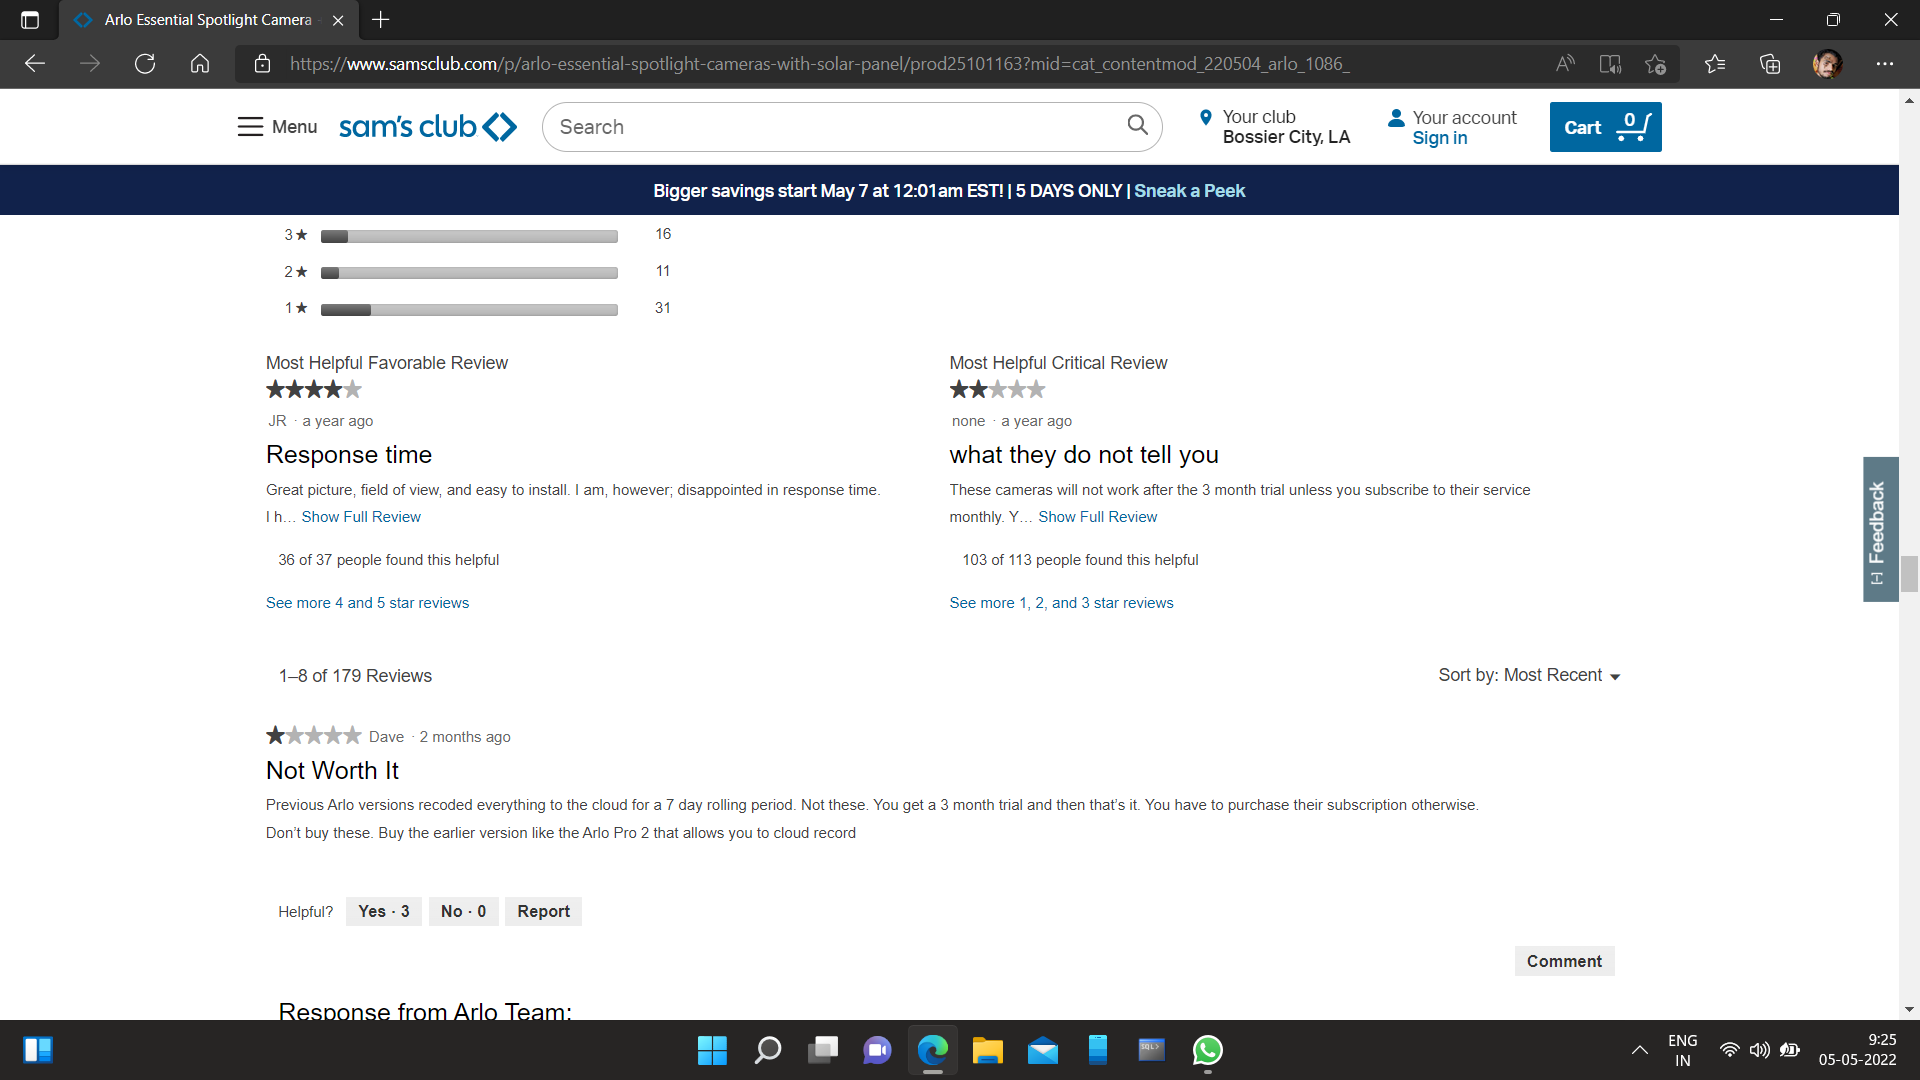 Arlo Essential Spotlight Camera
https://www.samsclub.com/p/arlo-essential-spotlight-cameras-with-solar-panel/prod25101163?mid=cat_contentmod_220504_arlo_1086_
Menu
sam's club
Search
Your club
Bossier City, LA
Your account
Sign in
Cart 0
Bigger savings start May 7 at 12:01am EST! | 5 DAYS ONLY | Sneak a Peek
3★ 16
2★ 11
1★ 31
Most Helpful Favorable Review
JR · a year ago
Response time
Great picture, field of view, and easy to install. I am, however; disappointed in response time.
I h… Show Full Review
36 of 37 people found this helpful
See more 4 and 5 star reviews
Most Helpful Critical Review
none · a year ago
what they do not tell you
These cameras will not work after the 3 month trial unless you subscribe to their service
monthly. Y… Show Full Review
103 of 113 people found this helpful
See more 1, 2, and 3 star reviews
[-] Feedback
1–8 of 179 Reviews
Sort by: Most Recent
Dave · 2 months ago
Not Worth It
Previous Arlo versions recoded everything to the cloud for a 7 day rolling period. Not these. You get a 3 month trial and then that's it. You have to purchase their subscription otherwise.
Don't buy these. Buy the earlier version like the Arlo Pro 2 that allows you to cloud record
Helpful? Yes · 3 No · 0 Report
Comment
Response from Arlo Team:
SQL>
ENG
IN
9:25
05-05-2022